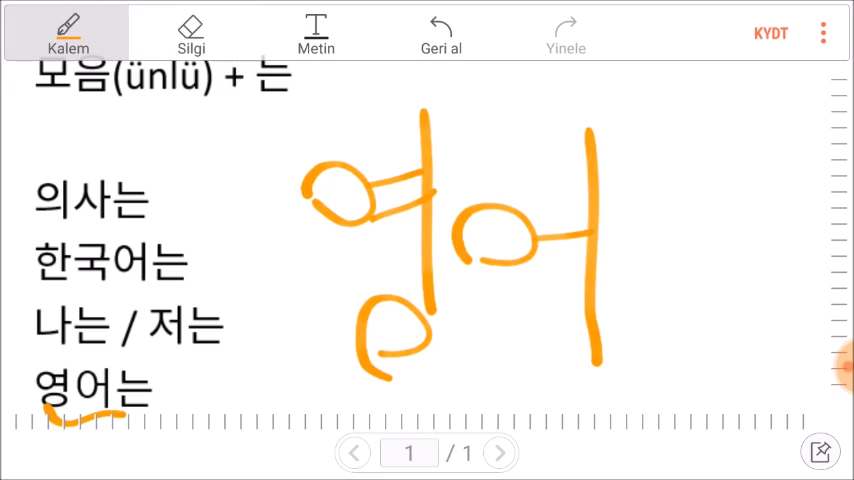 Kalem Silgi Metin Geri al Yinele KYDT
모음(ünlü) + 는
의사는
한국어는
나는 / 저는
영어는
영어
1 / 1